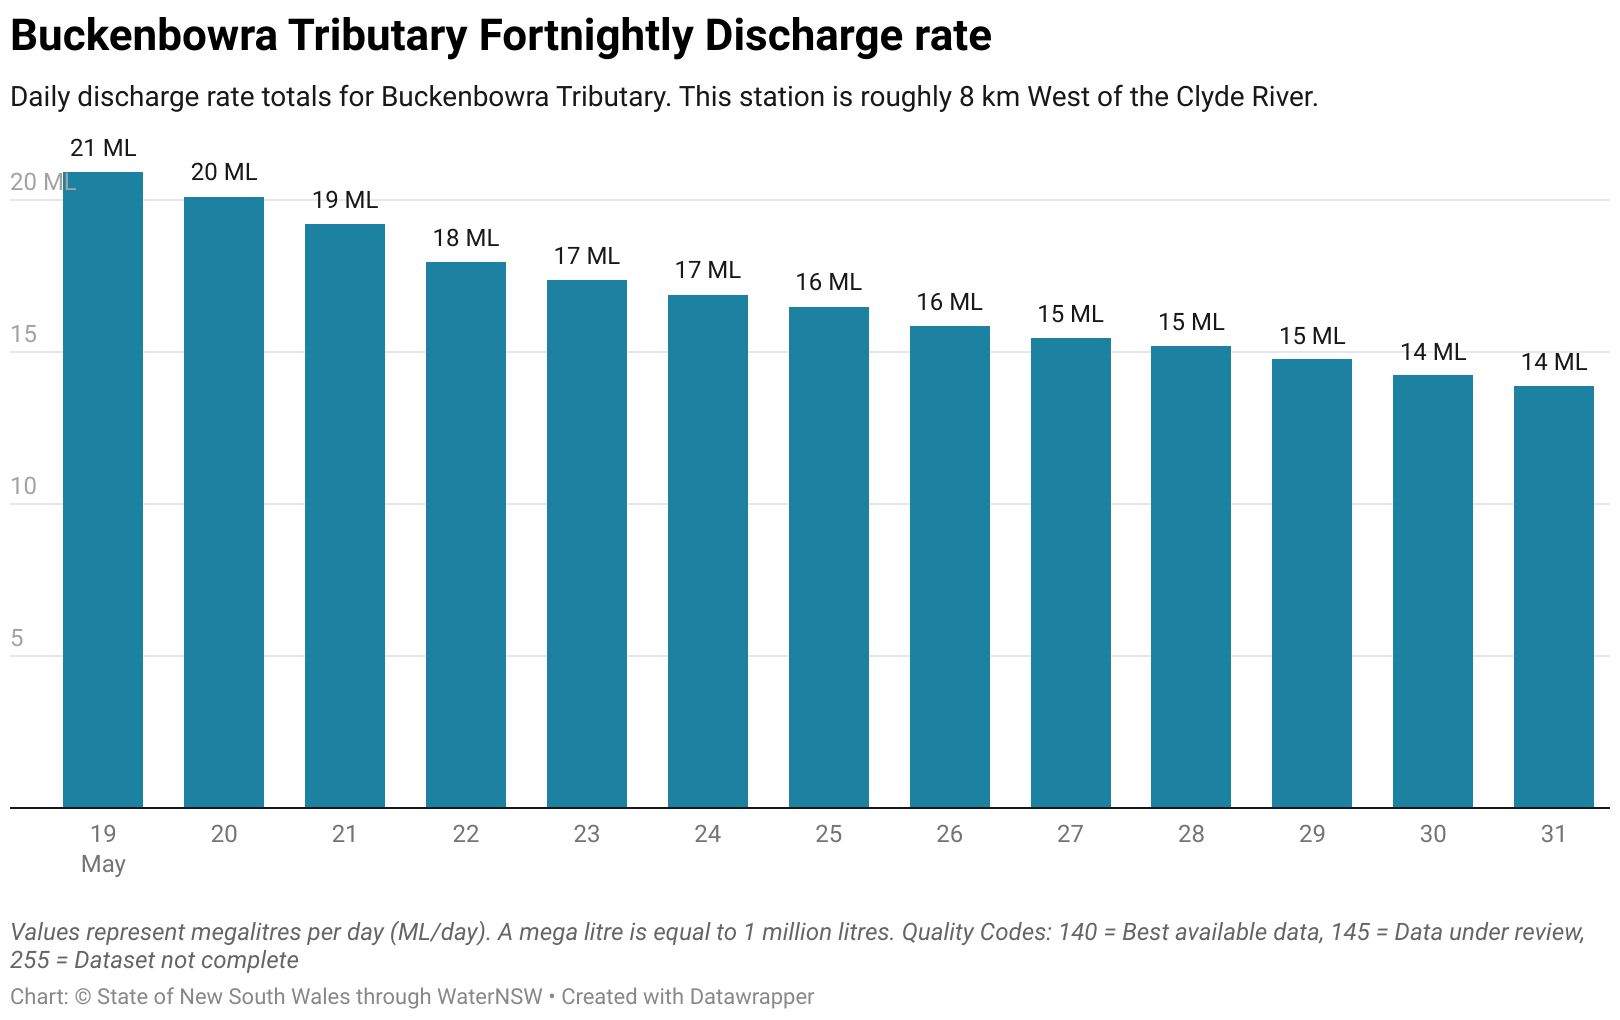 Buckenbowra Tributary Fortnightly Discharge rate
Daily discharge rate totals for Buckenbowra Tributary. This station is roughly 8 km West of the Clyde River.
21 ML
20 ML
19 ML
18 ML
17 ML
17 ML
16 ML
16 ML
15 ML
15 ML
15 ML
14 ML
14 ML
20 ML
15
10
5
19 20 21 22 23 24 25 26 27 28 29 30 31
May
Values represent megalitres per day (ML/day). A mega litre is equal to 1 million litres. Quality Codes: 140 = Best available data, 145 = Data under review,
255 = Dataset not complete
Chart: © State of New South Wales through WaterNSW • Created with Datawrapper